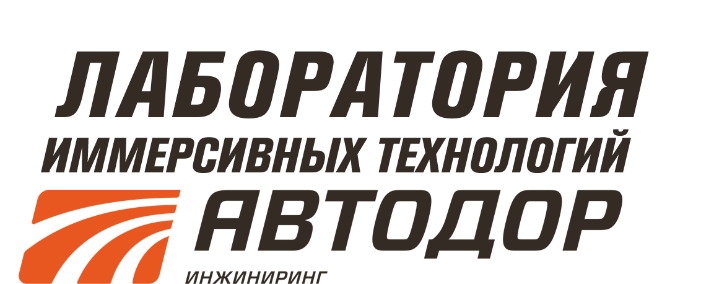 ЛАБОРАТОРИЯ
ИММЕРСИВНЫХ ТЕХНОЛОГИЙ
АВТОДОР
ИНЖИНИРИНГ